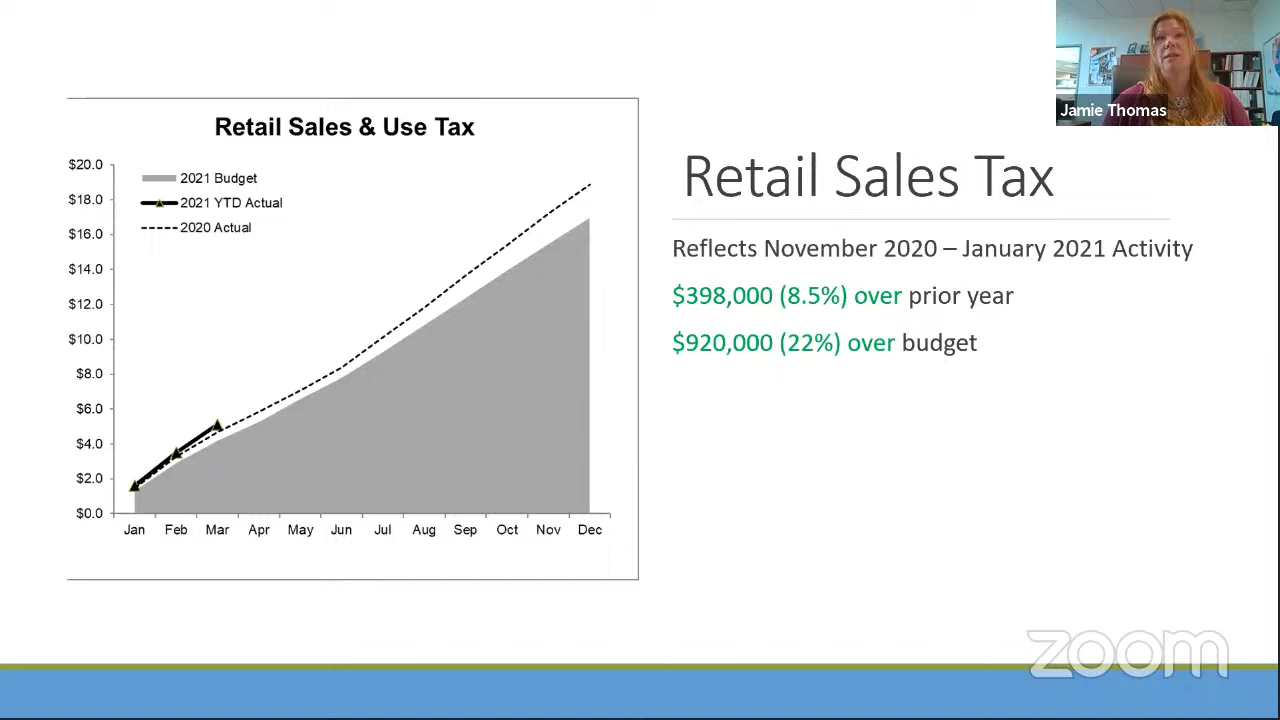 Jamie Thomas
Retail Sales & Use Tax
$20.0
$18.0
$16.0
$14.0
$12.0
$10.0
$8.0
$6.0
$4.0
$2.0
$0.0
2021 Budget
2021 YTD Actual
2020 Actual
Jan Feb Mar Apr May Jun Jul Aug Sep Oct Nov Dec
Retail Sales Tax
Reflects November 2020 – January 2021 Activity
$398,000 (8.5%) over prior year
$920,000 (22%) over budget
zoom